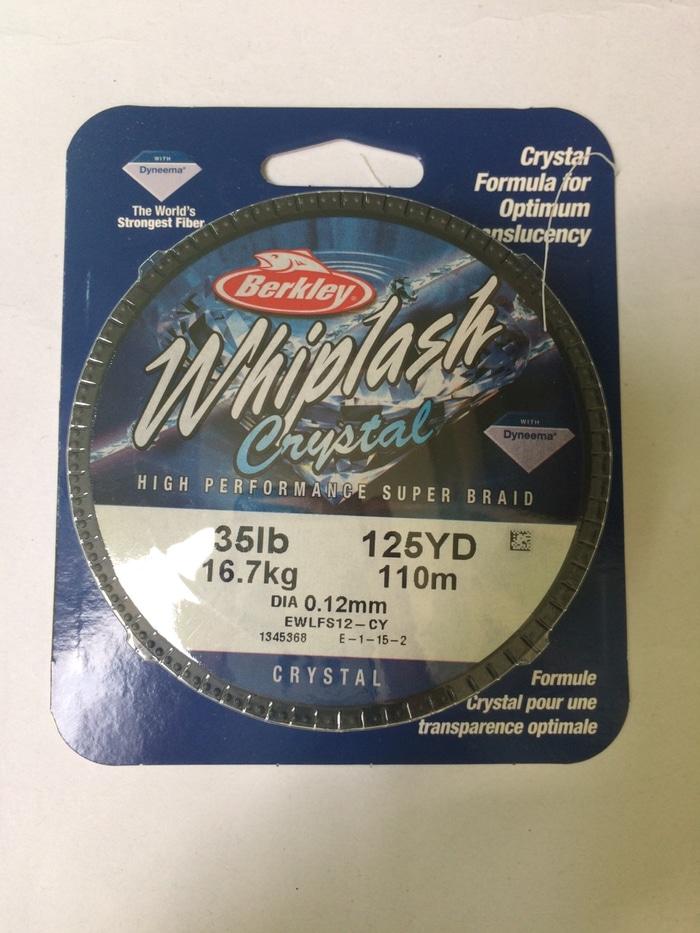 WITH
Dyneema®
The World's
Strongest Fiber
Crystal
Formula for
Optimum
anslucency
Berkley®
Whiplash
Crystal
WITH
Dyneema®
HIGH PERFORMANCE SUPER BRAID
35lb 125YD
16.7kg 110m
DIA 0.12mm
EWLFS12-CY
1345368 E-1-15-2
CRYSTAL
Formule
Crystal pour une
transparence optimale